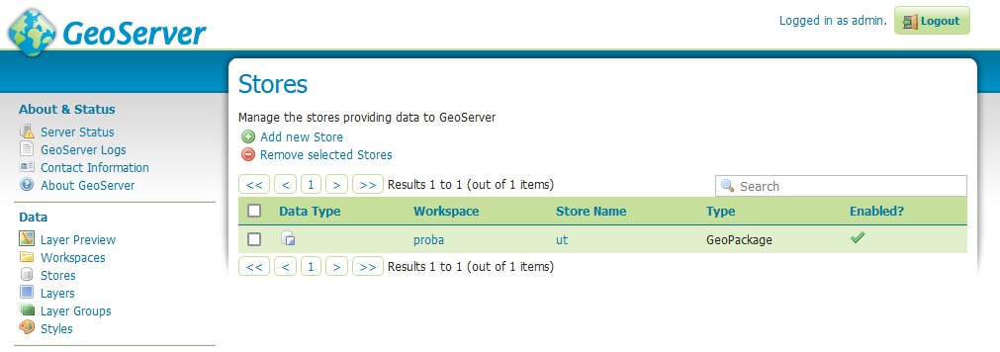 GeoServer
Logged in as admin. Logout
Stores
Manage the stores providing data to GeoServer
Add new Store
Remove selected Stores
<< < 1 > >> Results 1 to 1 (out of 1 items) Search
Data Type Workspace Store Name Type Enabled?
proba ut GeoPackage
<< < 1 > >> Results 1 to 1 (out of 1 items)
About & Status
Server Status
GeoServer Logs
Contact Information
About GeoServer
Data
Layer Preview
Workspaces
Stores
Layers
Layer Groups
Styles